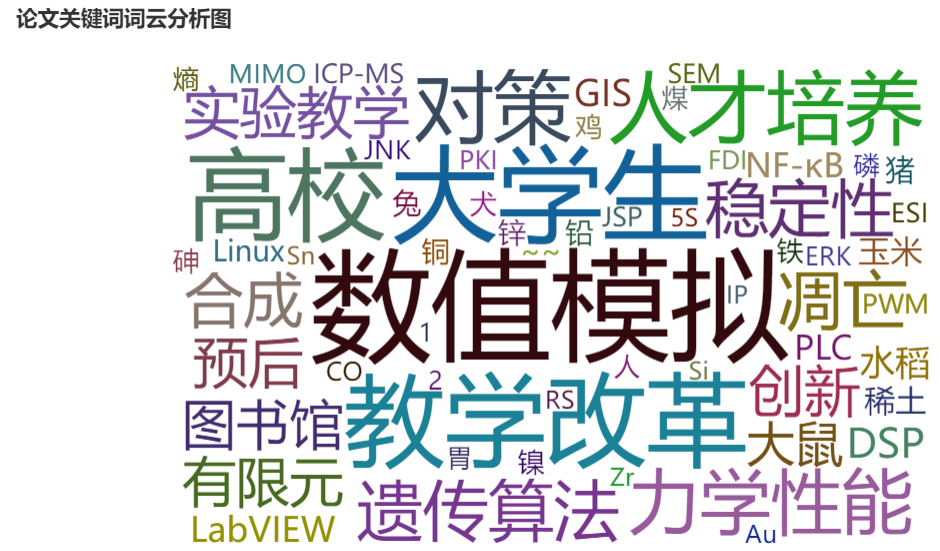 论文关键词词云分析图
熵 MIMO ICP-MS 对策 GIS SEM 人才培养
实验教学 鸡 煤
JNK PKI FDI NF-κB 磷 猪
高校 大学生 稳定性
兔 犬 JSP 5S ESI
锌 铅
砷 Linux Sn 铜 ~~ 铁 ERK 玉米
合成 数值模拟 IP 凋亡 PWM
1
预后 CO 2 人 Si PLC 水稻
教学改革 RS 创新 稀土
图书馆 大鼠 DSP
胃 镍
有限元 Zr
遗传算法 力学性能
LabVIEW Au